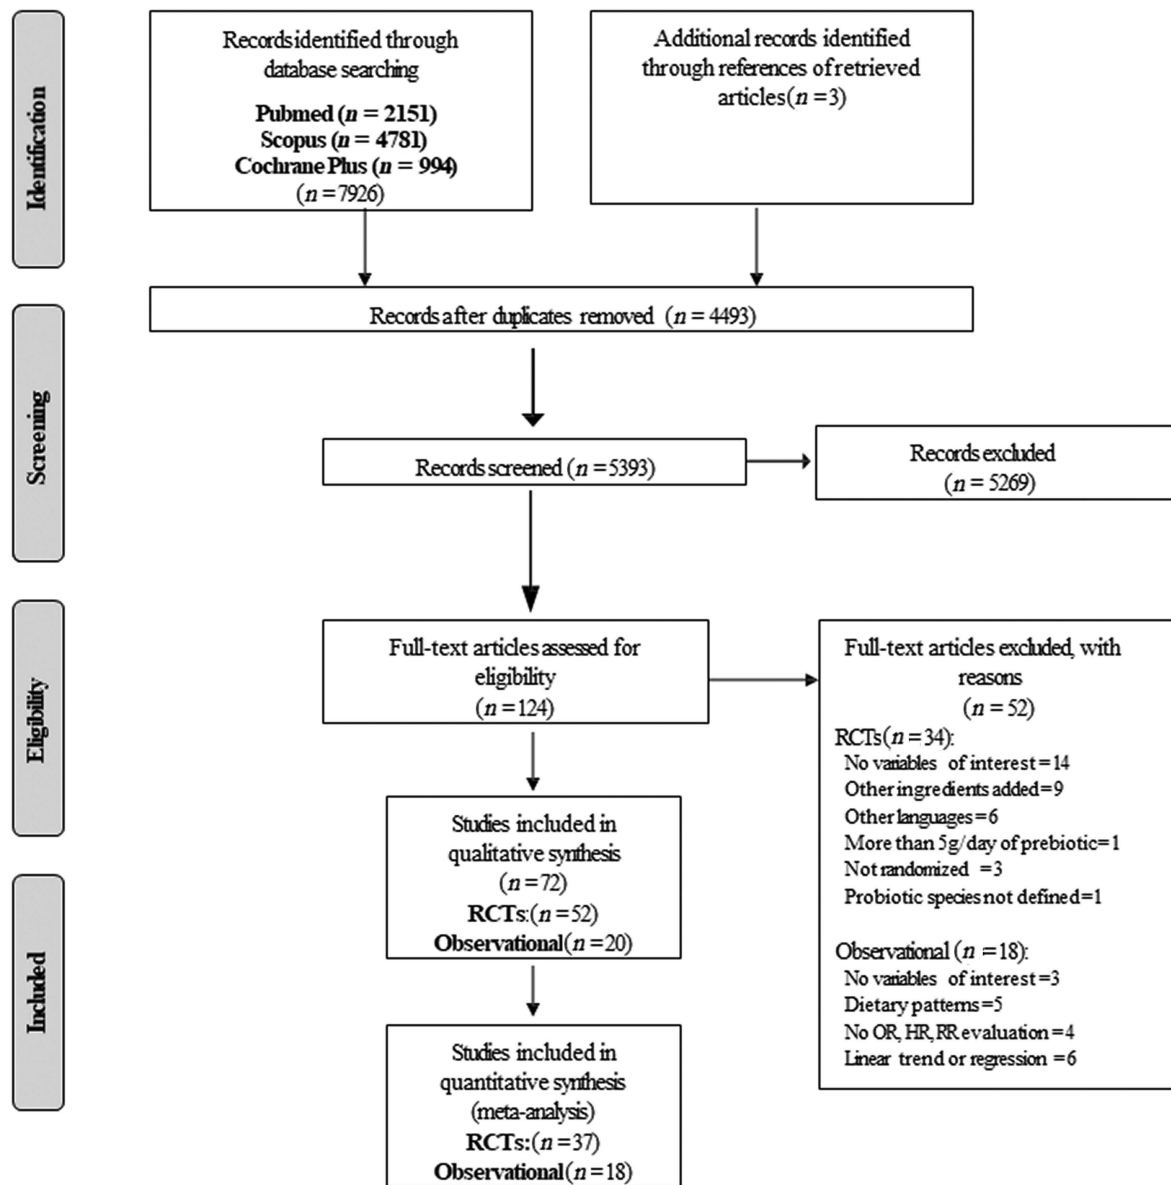 Identification
Records identified through
database searching
Pubmed (n = 2151)
Scopus (n = 4781)
Cochrane Plus (n = 994)
(n = 7926)
Additional records identified
through references of retrieved
articles (n = 3)
Records after duplicates removed (n = 4493)
Screening
Records screened (n = 5393)
Records excluded
(n = 5269)
Eligibility
Full-text articles assessed for
eligibility
(n = 124)
Full-text articles excluded, with
reasons
(n = 52)
RCTs (n = 34):
No variables of interest =14
Other ingredients added =9
Other languages =6
More than 5g/day of prebiotic=1
Not randomized =3
Probiotic species not defined =1
Observational (n = 18):
No variables of interest =3
Dietary patterns =5
No OR, HR, RR evaluation =4
Linear trend or regression =6
Studies included in
qualitative synthesis
(n = 72)
RCTs: (n = 52)
Observational (n = 20)
Included
Studies included in
quantitative synthesis
(meta-analysis)
RCTs: (n = 37)
Observational (n = 18)